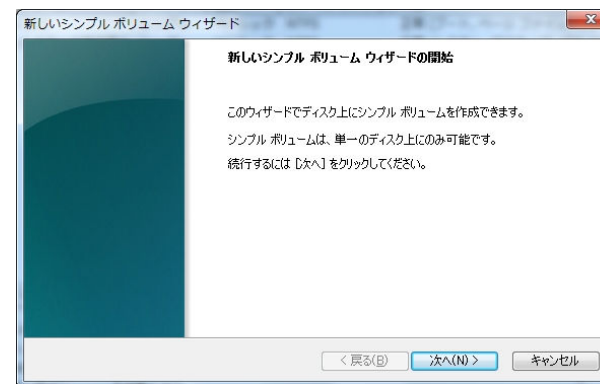 新しいシンプル ボリューム ウィザード
新しいシンプル ボリューム ウィザードの開始
このウィザードでディスク上にシンプル ボリュームを作成できます。
シンプル ボリュームは、単一のディスク上にのみ可能です。
続行するには [次へ] をクリックしてください。
< 戻る(B) 次へ(N) > キャンセル